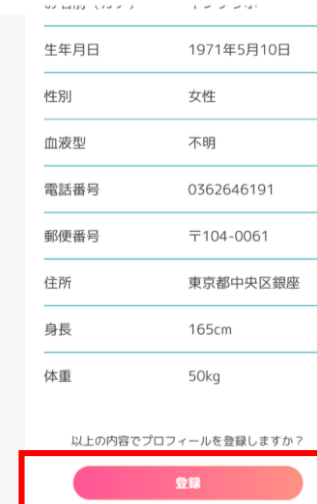 生年月日 1971年5月10日
性別 女性
血液型 不明
電話番号 0362646191
郵便番号 〒104-0061
住所 東京都中央区銀座
身長 165cm
体重 50kg
以上の内容でプロフィールを登録しますか？
登録